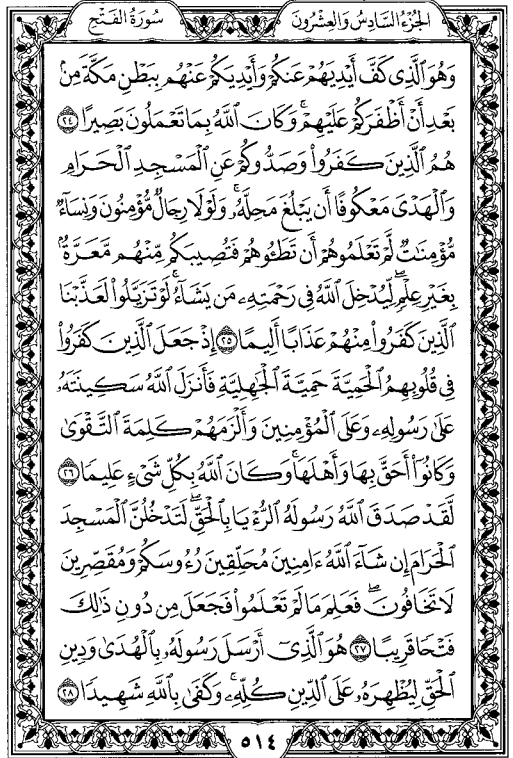 سُورَةُ الفَتْحِ
الجُزْءُ السَّادِسُ وَالعِشْرُونَ
وَهُوَ ٱلَّذِى كَفَّ أَيْدِيَهُمْ عَنكُمْ وَأَيْدِيَكُمْ عَنْهُم بِبَطْنِ مَكَّةَ مِنۢ
بَعْدِ أَنْ أَظْفَرَكُمْ عَلَيْهِمْ ۚ وَكَانَ ٱللَّهُ بِمَا تَعْمَلُونَ بَصِيرًا ٢٤
هُمُ ٱلَّذِينَ كَفَرُوا۟ وَصَدُّوكُمْ عَنِ ٱلْمَسْجِدِ ٱلْحَرَامِ
وَٱلْهَدْىَ مَعْكُوفًا أَن يَبْلُغَ مَحِلَّهُۥ ۚ وَلَوْلَا رِجَالٌ مُّؤْمِنُونَ وَنِسَآءٌ
مُّؤْمِنَـٰتٌ لَّمْ تَعْلَمُوهُمْ أَن تَطَـُٔوهُمْ فَتُصِيبَكُم مِّنْهُم مَّعَرَّةٌۢ
بِغَيْرِ عِلْمٍ ۖ لِّيُدْخِلَ ٱللَّهُ فِى رَحْمَتِهِۦ مَن يَشَآءُ ۚ لَوْ تَزَيَّلُوا۟ لَعَذَّبْنَا
ٱلَّذِينَ كَفَرُوا۟ مِنْهُمْ عَذَابًا أَلِيمًا ٢٥ إِذْ جَعَلَ ٱلَّذِينَ كَفَرُوا۟
فِى قُلُوبِهِمُ ٱلْحَمِيَّةَ حَمِيَّةَ ٱلْجَـٰهِلِيَّةِ فَأَنزَلَ ٱللَّهُ سَكِينَتَهُۥ
عَلَىٰ رَسُولِهِۦ وَعَلَى ٱلْمُؤْمِنِينَ وَأَلْزَمَهُمْ كَلِمَةَ ٱلتَّقْوَىٰ
وَكَانُوٓا۟ أَحَقَّ بِهَا وَأَهْلَهَا ۚ وَكَانَ ٱللَّهُ بِكُلِّ شَىْءٍ عَلِيمًا ٢٦
لَّقَدْ صَدَقَ ٱللَّهُ رَسُولَهُ ٱلرُّءْيَا بِٱلْحَقِّ ۖ لَتَدْخُلُنَّ ٱلْمَسْجِدَ
ٱلْحَرَامَ إِن شَآءَ ٱللَّهُ ءَامِنِينَ مُحَلِّقِينَ رُءُوسَكُمْ وَمُقَصِّرِينَ
لَا تَخَافُونَ ۖ فَعَلِمَ مَا لَمْ تَعْلَمُوا۟ فَجَعَلَ مِن دُونِ ذَٰلِكَ
فَتْحًا قَرِيبًا ٢٧ هُوَ ٱلَّذِىٓ أَرْسَلَ رَسُولَهُۥ بِٱلْهُدَىٰ وَدِينِ
ٱلْحَقِّ لِيُظْهِرَهُۥ عَلَى ٱلدِّينِ كُلِّهِۦ ۚ وَكَفَىٰ بِٱللَّهِ شَهِيدًا ٢٨
٥١٤